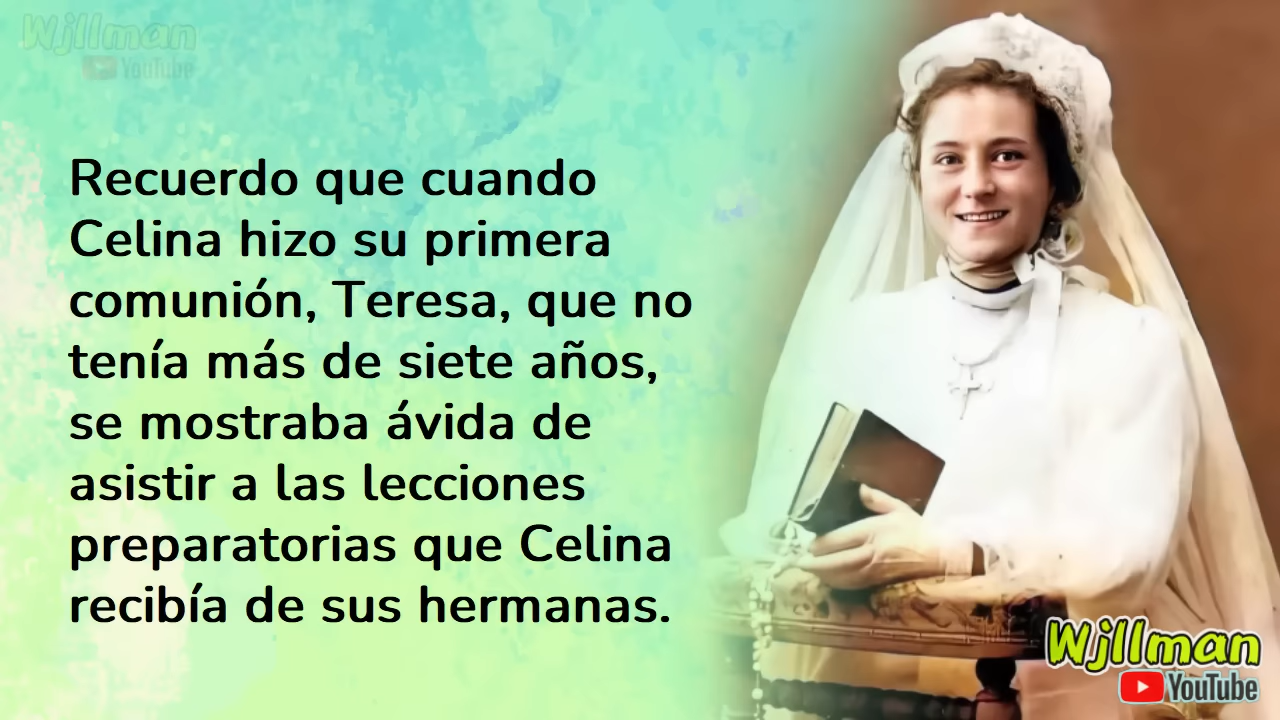 Wjllman
YouTube
Recuerdo que cuando
Celina hizo su primera
comunión, Teresa, que no
tenía más de siete años,
se mostraba ávida de
asistir a las lecciones
preparatorias que Celina
recibía de sus hermanas.
Wjllman
YouTube